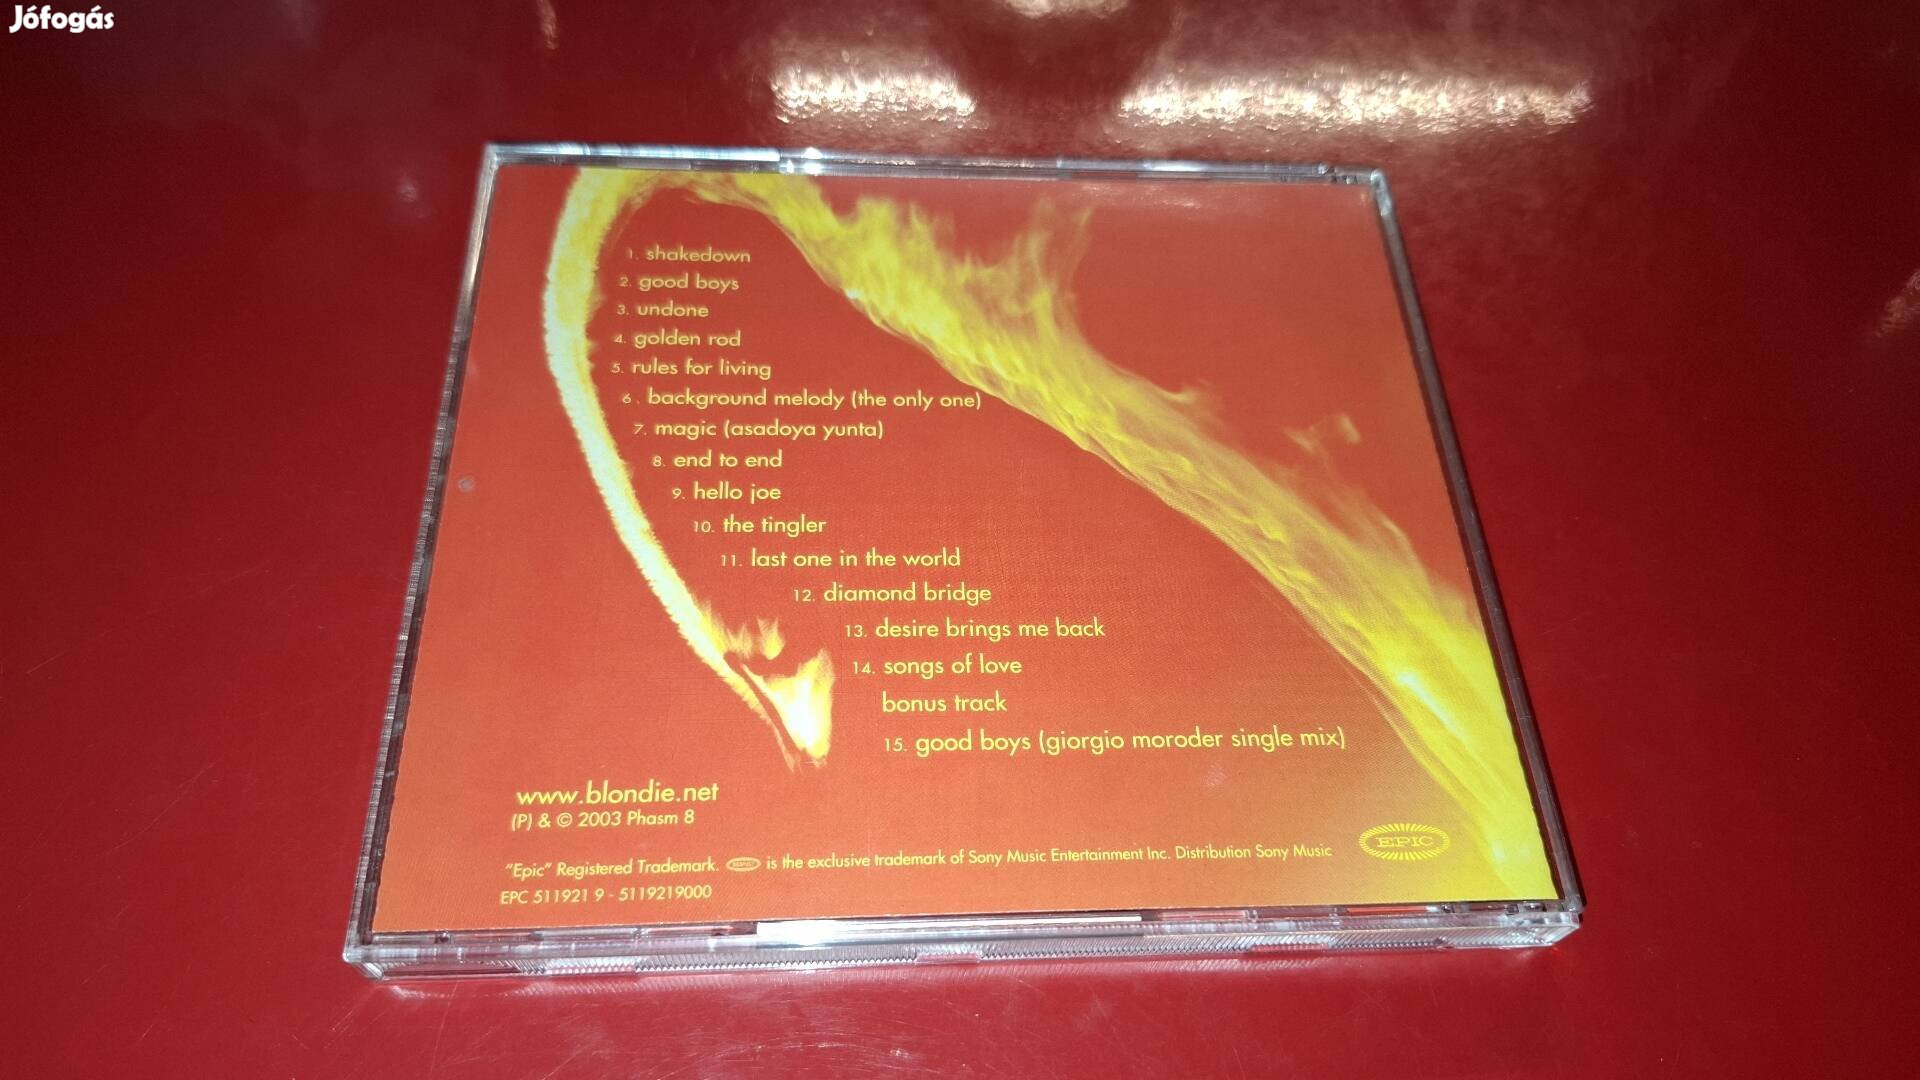 Jófogás
1. shakedown
2. good boys
3. undone
4. golden rod
5. rules for living
6. background melody (the only one)
7. magic (asadoya yunta)
8. end to end
9. hello joe
10. the tingler
11. last one in the world
12. diamond bridge
13. desire brings me back
14. songs of love
bonus track
15. good boys (giorgio moroder single mix)
www.blondie.net
(P) & © 2003 Phasm 8
"Epic" Registered Trademark. EPIC is the exclusive trademark of Sony Music Entertainment Inc. Distribution Sony Music
EPIC
EPC 511921 9 - 5119219000